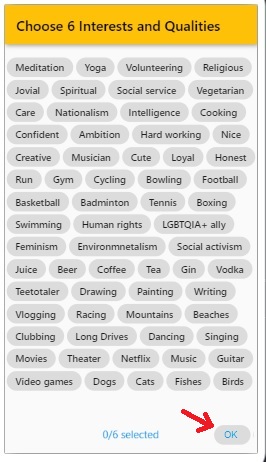 Choose 6 Interests and Qualities
Meditation Yoga Volunteering Religious
Jovial Spiritual Social service Vegetarian
Care Nationalism Intelligence Cooking
Confident Ambition Hard working Nice
Creative Musician Cute Loyal Honest
Run Gym Cycling Bowling Football
Basketball Badminton Tennis Boxing
Swimming Human rights LGBTQIA+ ally
Feminism Environmnetalism Social activism
Juice Beer Coffee Tea Gin Vodka
Teetotaler Drawing Painting Writing
Vlogging Racing Mountains Beaches
Clubbing Long Drives Dancing Singing
Movies Theater Netflix Music Guitar
Video games Dogs Cats Fishes Birds
0/6 selected OK